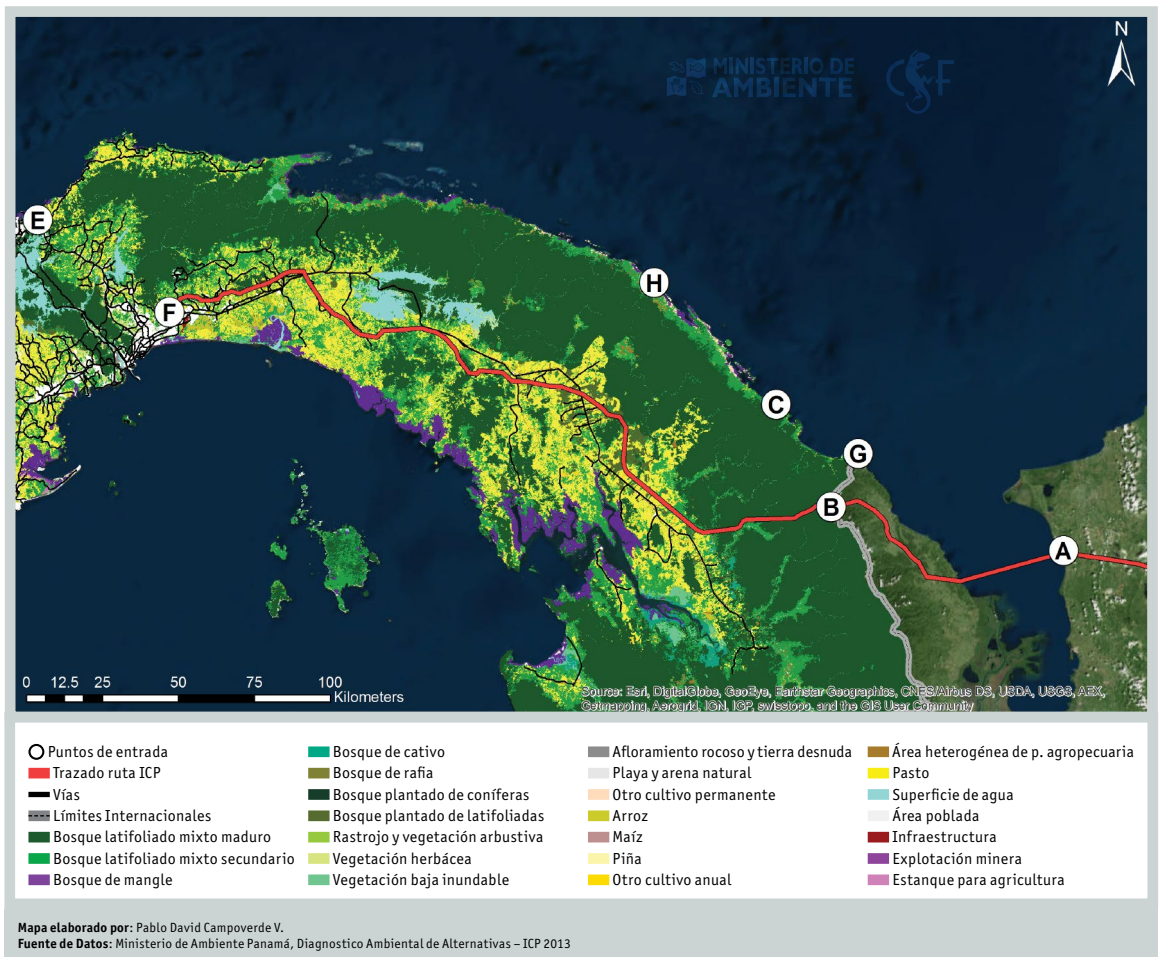 N
MINISTERIO DE
AMBIENTE
E
H
F
C
G
B
A
0 12.5 25 50 75 100
Kilometers
Source: Esri, DigitalGlobe, GeoEye, Earthstar Geographics, CNES/Airbus DS, USDA, USGS, AEX,
Getmapping, Aerogrid, IGN, IGP, swisstopo, and the GIS User Community
Puntos de entrada
Trazado ruta ICP
Vías
Límites Internacionales
Bosque latifoliado mixto maduro
Bosque latifoliado mixto secundario
Bosque de mangle
Bosque de cativo
Bosque de rafia
Bosque plantado de coníferas
Bosque plantado de latifoliadas
Rastrojo y vegetación arbustiva
Vegetación herbácea
Vegetación baja inundable
Afloramiento rocoso y tierra desnuda
Playa y arena natural
Otro cultivo permanente
Arroz
Maíz
Piña
Otro cultivo anual
Área heterogénea de p. agropecuaria
Pasto
Superficie de agua
Área poblada
Infraestructura
Explotación minera
Estanque para agricultura
Mapa elaborado por: Pablo David Campoverde V.
Fuente de Datos: Ministerio de Ambiente Panamá, Diagnostico Ambiental de Alternativas – ICP 2013